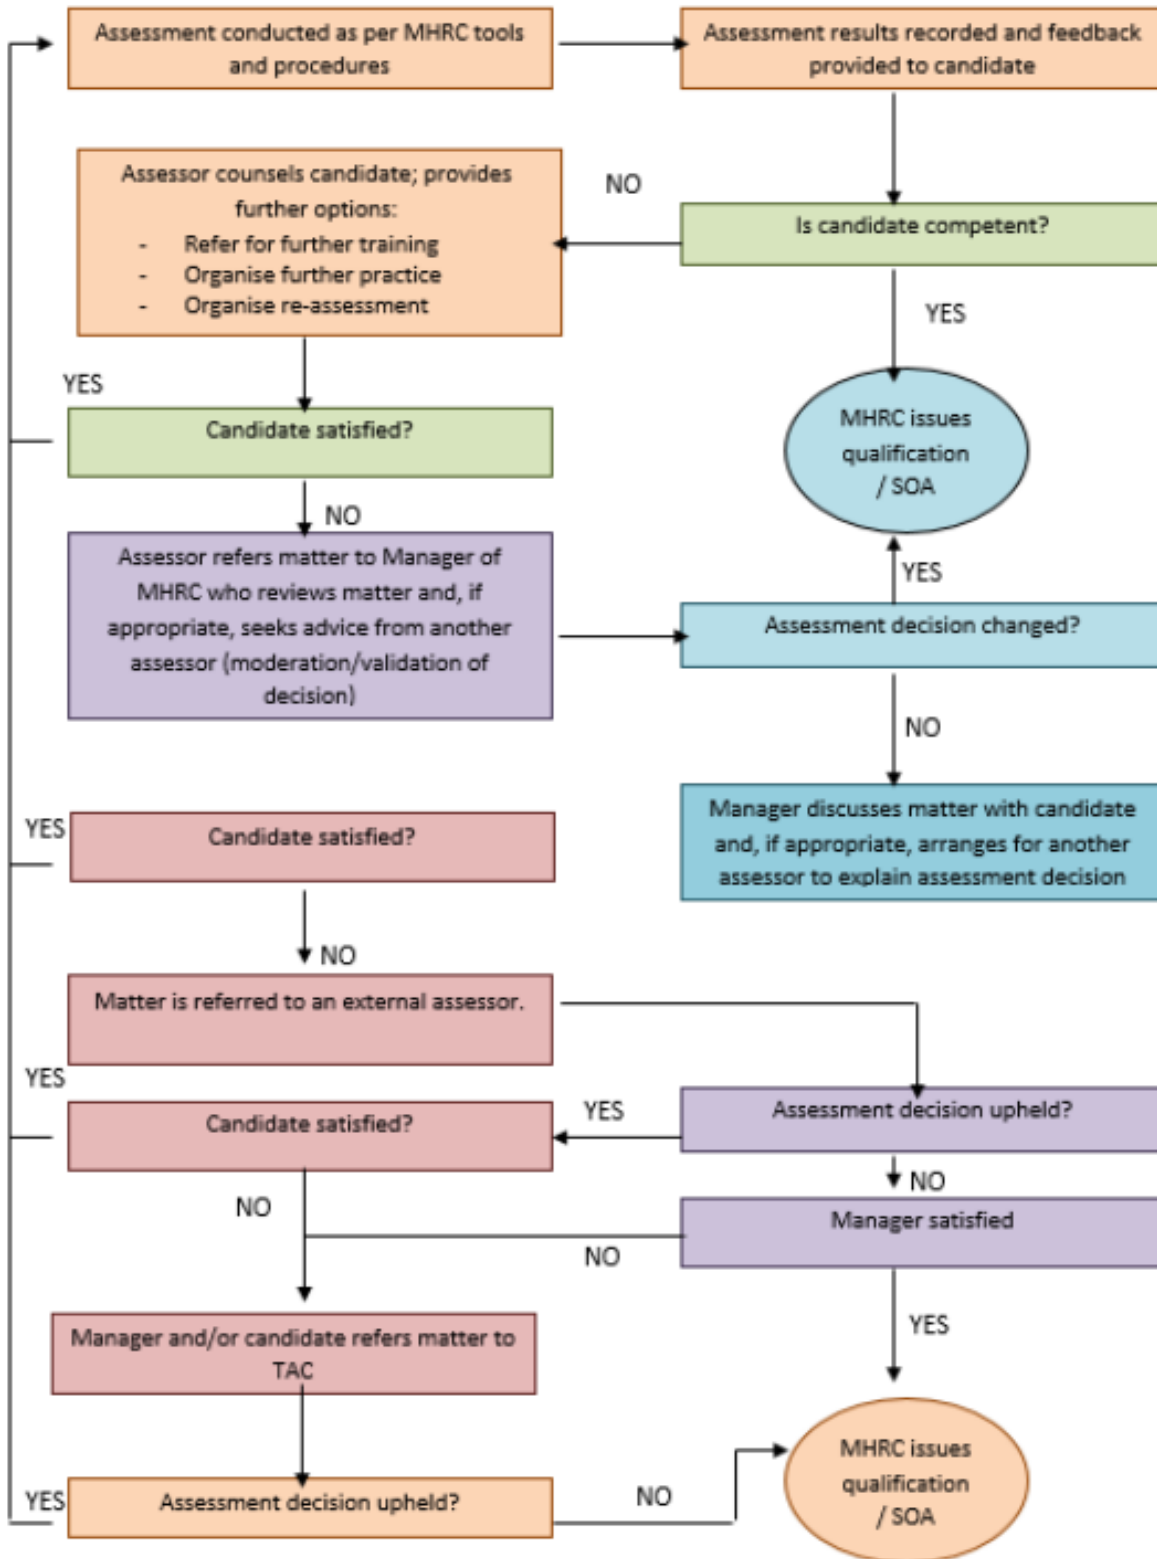 Assessment conducted as per MHRC tools
and procedures
Assessment results recorded and feedback
provided to candidate
Assessor counsels candidate; provides
further options:
- Refer for further training
- Organise further practice
- Organise re-assessment
NO
Is candidate competent?
YES
YES
Candidate satisfied?
MHRC issues
qualification
/ SOA
NO
Assessor refers matter to Manager of
MHRC who reviews matter and, if
appropriate, seeks advice from another
assessor (moderation/validation of
decision)
YES
Assessment decision changed?
NO
Manager discusses matter with candidate
and, if appropriate, arranges for another
assessor to explain assessment decision
YES
Candidate satisfied?
NO
Matter is referred to an external assessor.
YES
Candidate satisfied?
YES
Assessment decision upheld?
NO
NO
Manager satisfied
NO
YES
Manager and/or candidate refers matter to
TAC
MHRC issues
qualification
/ SOA
YES
Assessment decision upheld?
NO